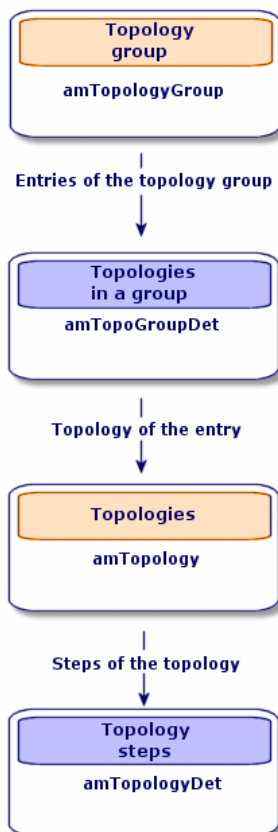 Topology
group
amTopologyGroup
Entries of the topology group
Topologies
in a group
amTopoGroupDet
Topology of the entry
Topologies
amTopology
Steps of the topology
Topology
steps
amTopologyDet